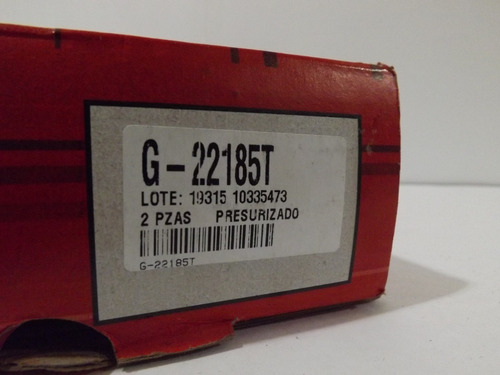 G-22185T
LOTE: 19315 10335473
2 PZAS PRESURIZADO
G-22185T